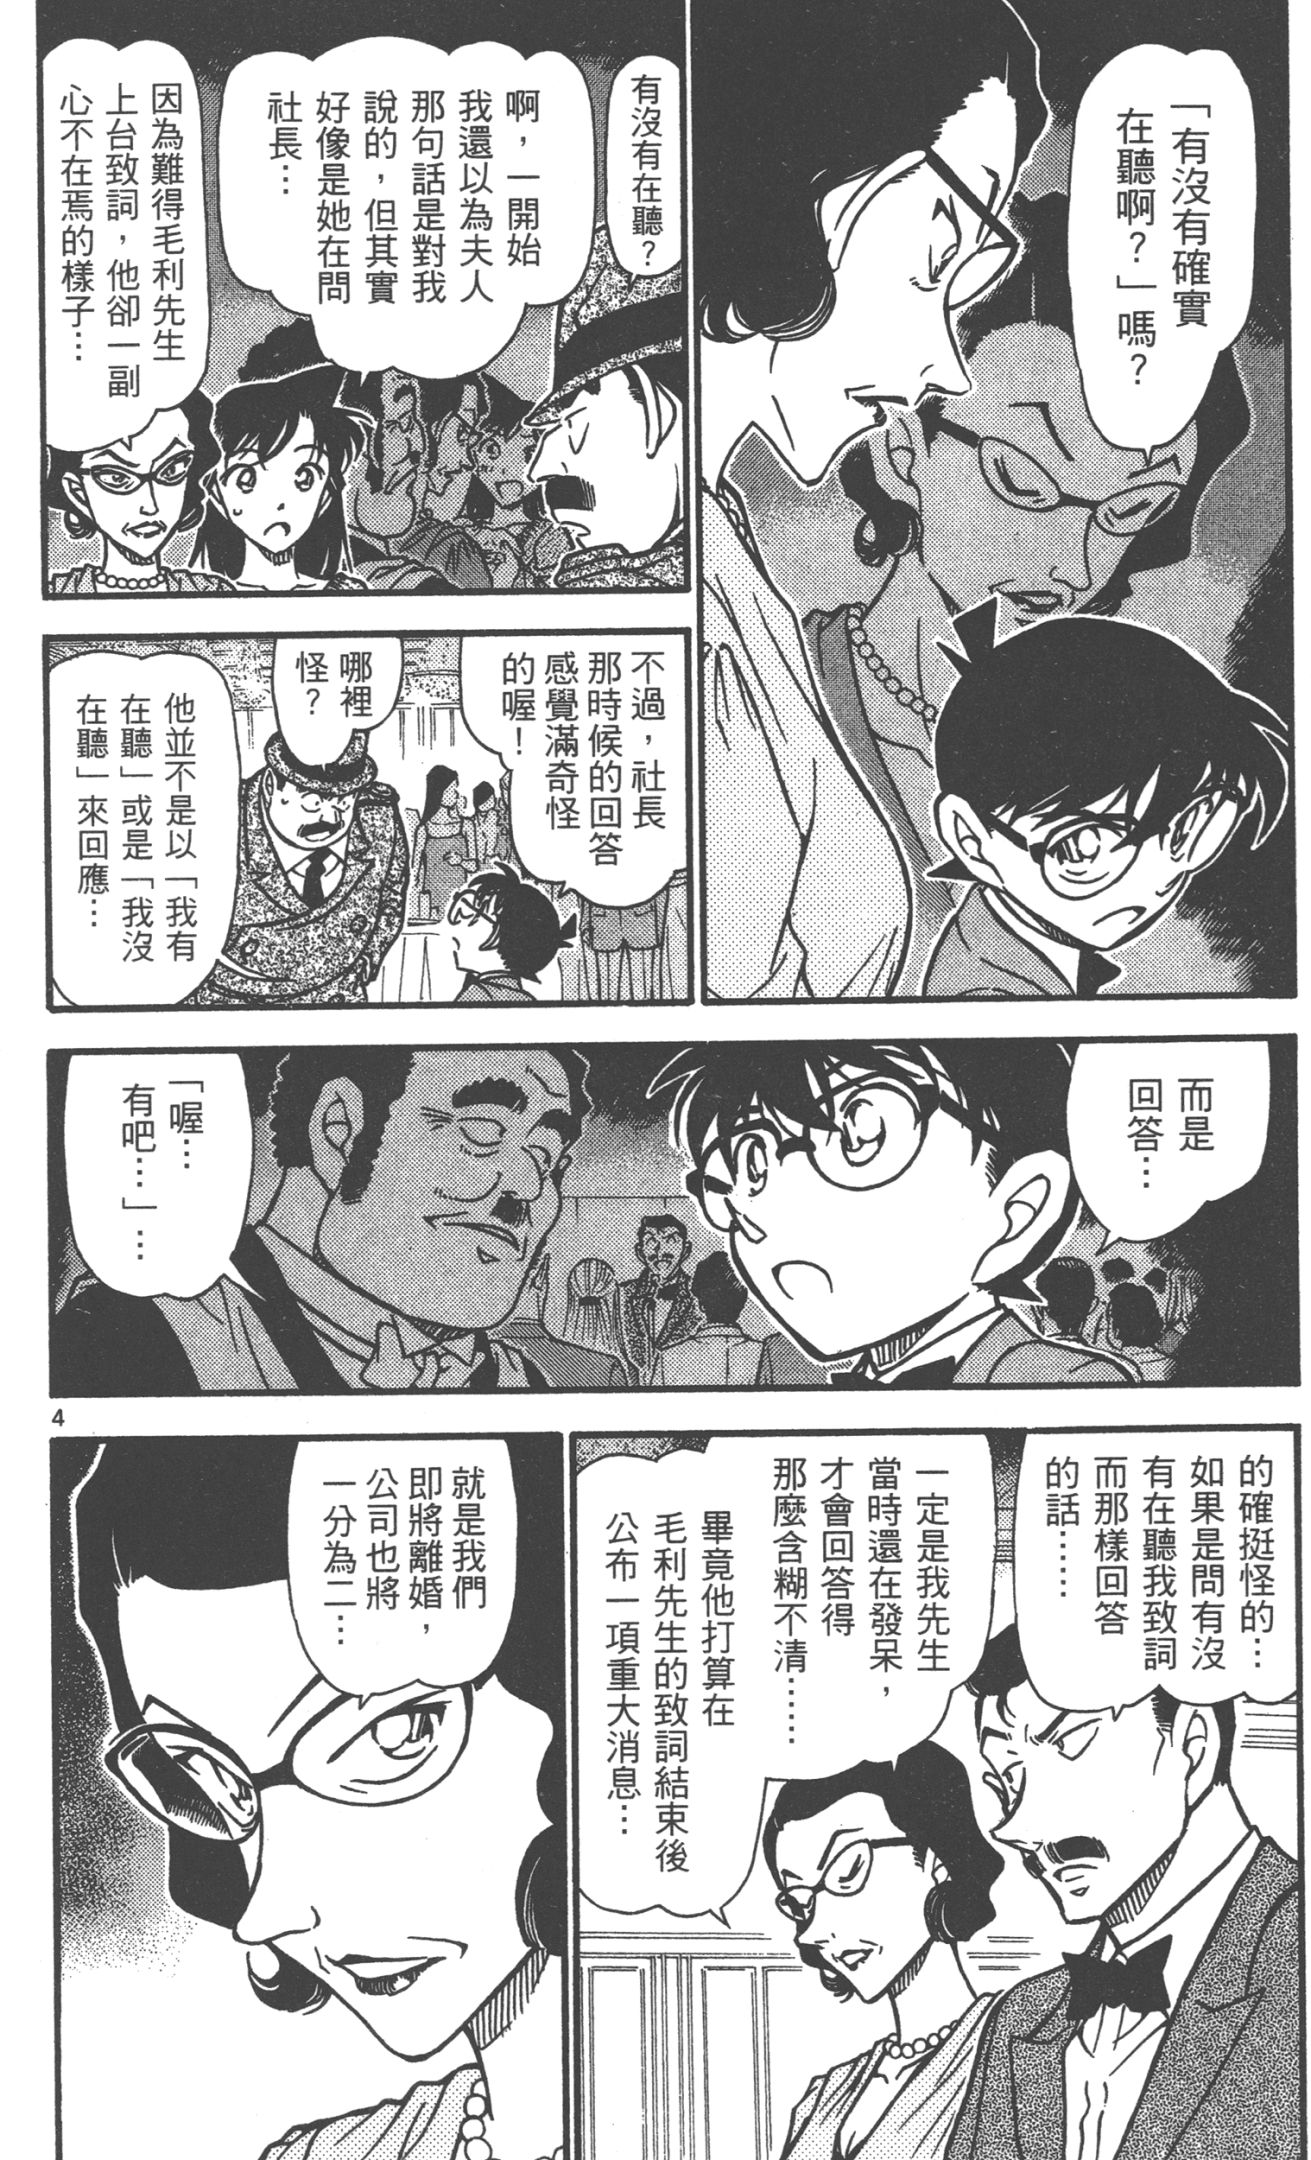 「有沒有確實
在聽啊？」嗎？
有沒有在聽？
啊，一開始
我還以為夫人
那句話是對我
說的，但其實
好像是她在問
社長…
因為難得毛利先生
上台致詞，他卻一副
心不在焉的樣子…
不過，社長
那時候的回答
感覺滿奇怪
的喔！
哪裡
怪？
他並不是以「我有
在聽」或是「我沒
在聽」來回應…
而是
回答…
「喔…
有吧…」…
4
的確挺怪的…
如果是問有沒
有在聽我致詞
而那樣回答
的話……
一定是我先生
當時還在發呆，
才會回答得
那麼含糊不清……
畢竟他打算在
毛利先生的致詞結束後
公布一項重大消息…
就是我們
即將離婚，
公司也將
一分為二…